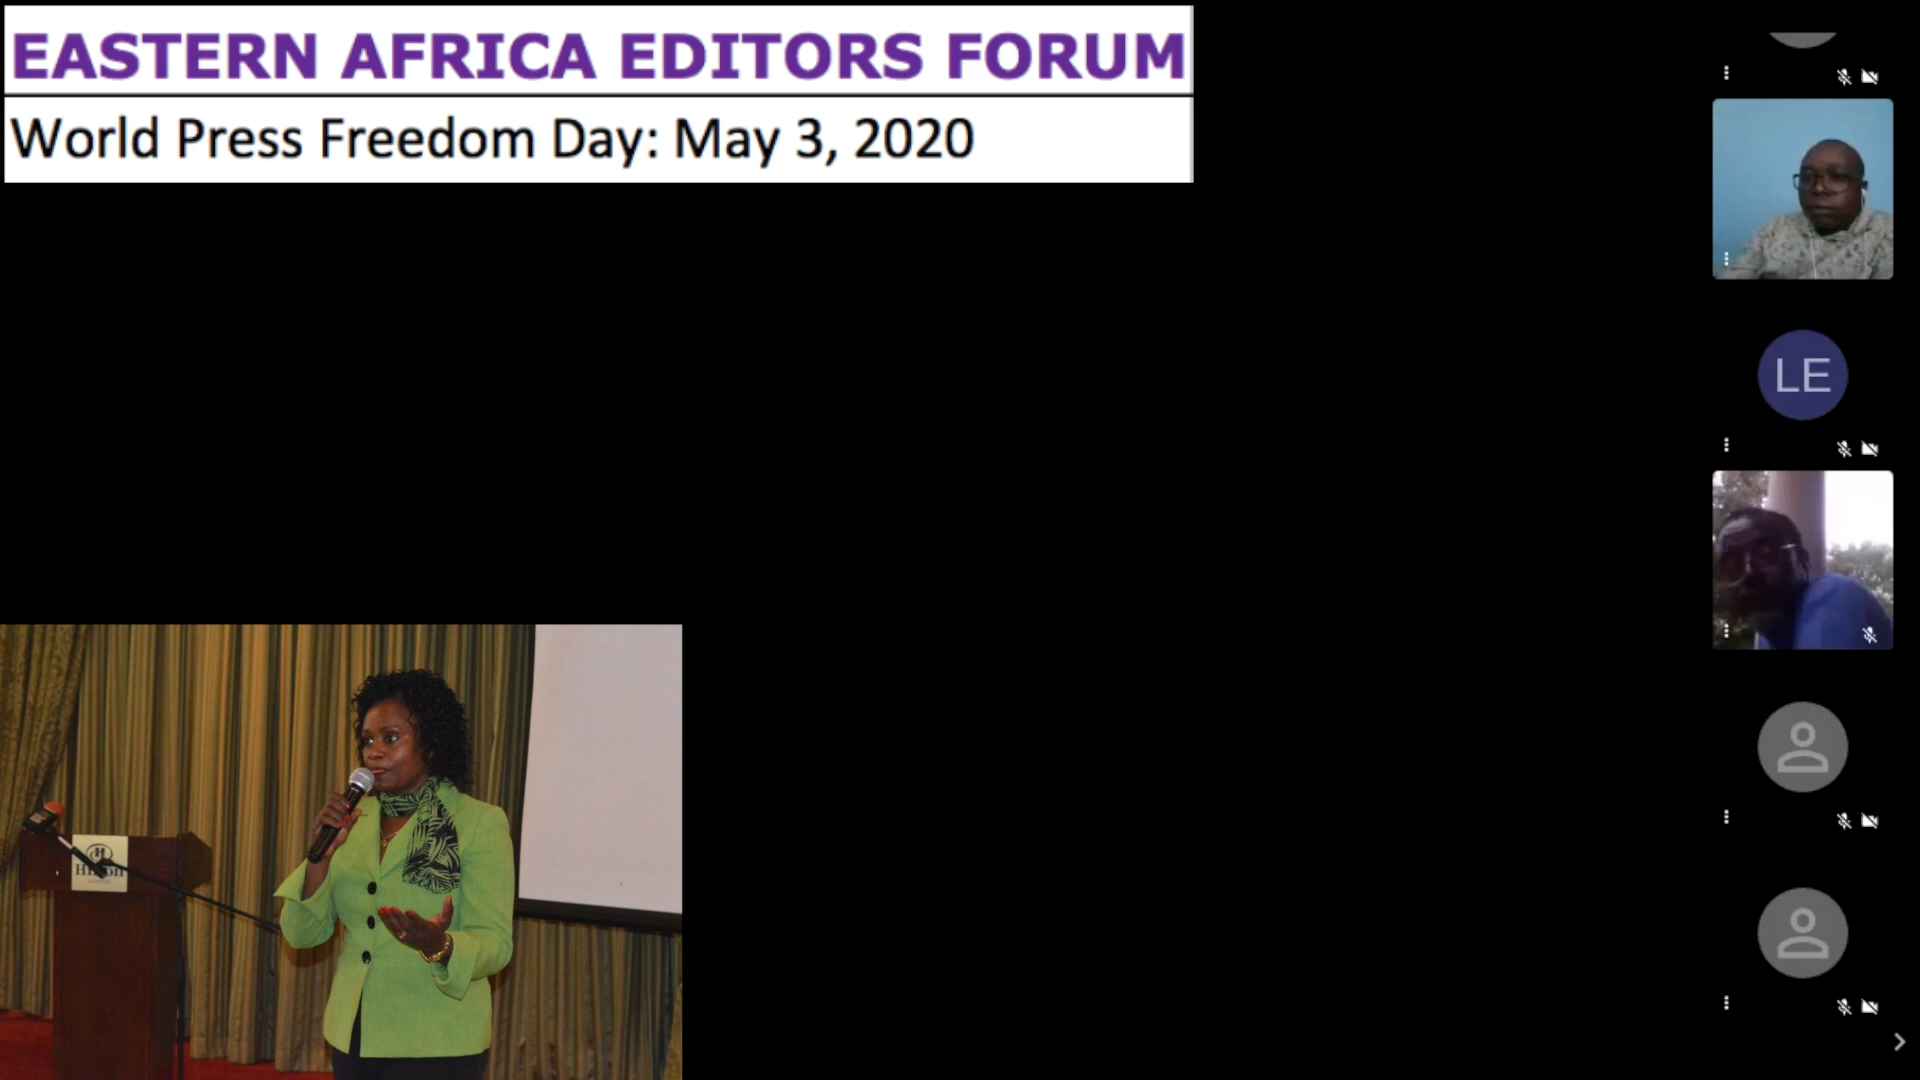 EASTERN AFRICA EDITORS FORUM
World Press Freedom Day: May 3, 2020
LE